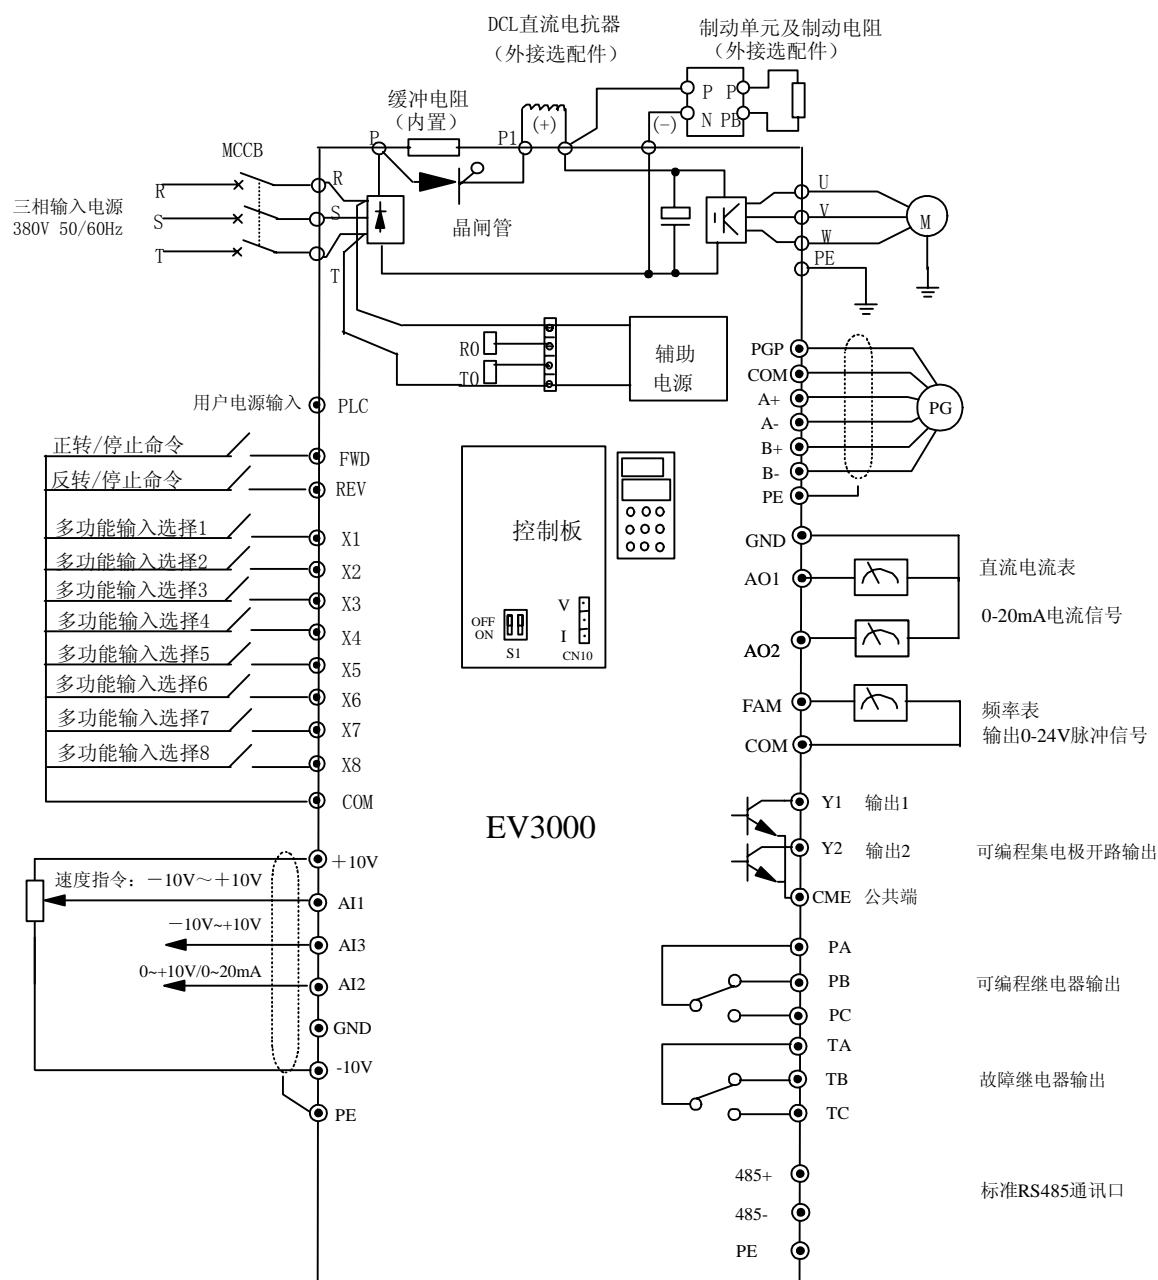 DCL直流电抗器
（外接选配件）
制动单元及制动电阻
（外接选配件）
缓冲电阻
（内置）
P
P1
(+)
(−)
P P
N PB
MCCB
R
S
T
三相输入电源
380V 50/60Hz
R
S
T
晶闸管
U
V
W
PE
M
R0
T0
辅助
电源
用户电源输入
PLC
正转/停止命令
FWD
反转/停止命令
REV
多功能输入选择1
X1
多功能输入选择2
X2
多功能输入选择3
X3
多功能输入选择4
X4
多功能输入选择5
X5
多功能输入选择6
X6
多功能输入选择7
X7
多功能输入选择8
X8
COM
控制板
OFF
ON
S1
V
I
CN10
PGP
COM
A+
A-
B+
B-
PE
PG
GND
AO1
AO2
直流电流表
0-20mA电流信号
FAM
COM
频率表
输出0-24V脉冲信号
EV3000
Y1 输出1
Y2 输出2
CME 公共端
可编程集电极开路输出
＋10V
速度指令：－10V～＋10V
AI1
－10V~+10V
AI3
0~+10V/0~20mA
AI2
GND
-10V
PE
PA
PB
PC
可编程继电器输出
TA
TB
TC
故障继电器输出
485+
485-
PE
标准RS485通讯口